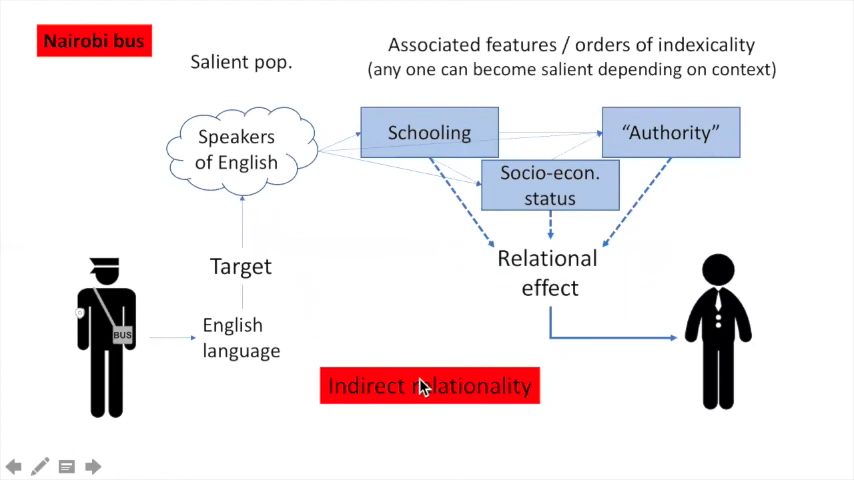 Nairobi bus
Salient pop.
Associated features / orders of indexicality
(any one can become salient depending on context)
Speakers
of English
Schooling
"Authority"
Socio-econ.
status
Target
Relational
effect
English
language
BUS
Indirect relationality